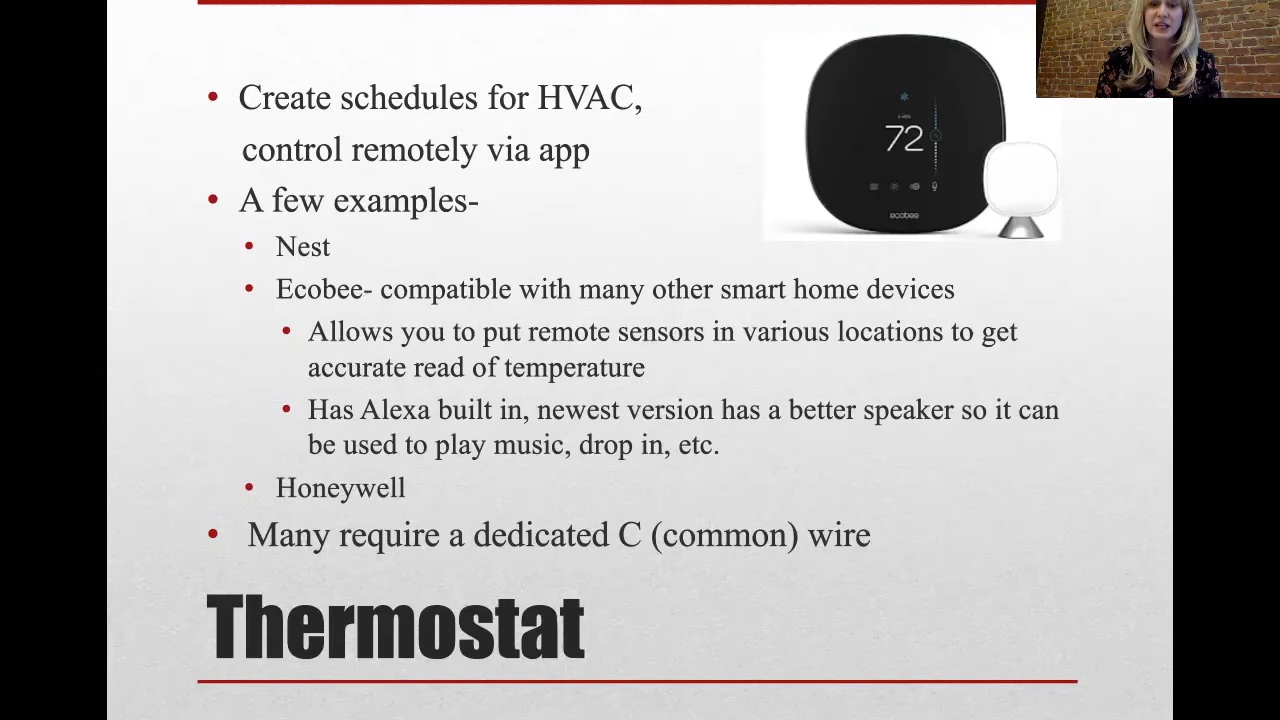 Create schedules for HVAC,
control remotely via app
A few examples-
Nest
Ecobee- compatible with many other smart home devices
Allows you to put remote sensors in various locations to get
accurate read of temperature
Has Alexa built in, newest version has a better speaker so it can
be used to play music, drop in, etc.
Honeywell
Many require a dedicated C (common) wire
Thermostat
72
ecobee